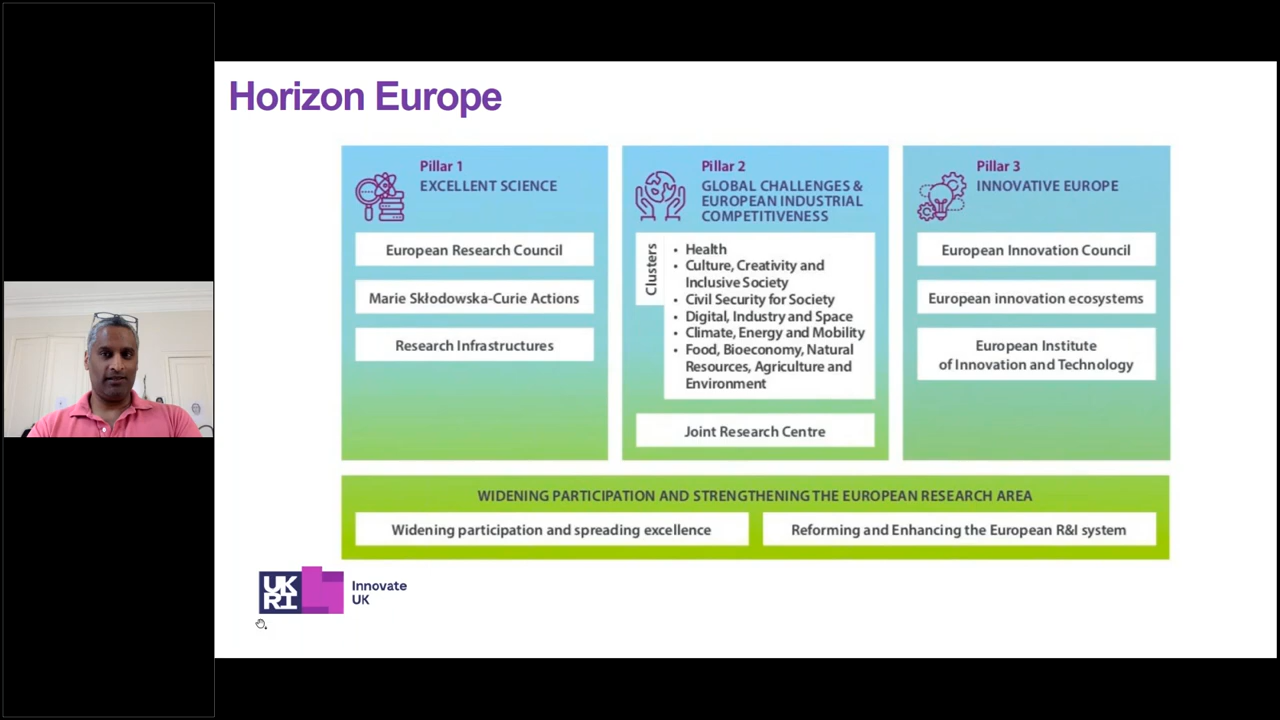 Horizon Europe
Pillar 1
EXCELLENT SCIENCE
European Research Council
Marie Skłodowska-Curie Actions
Research Infrastructures
Pillar 2
GLOBAL CHALLENGES &
EUROPEAN INDUSTRIAL
COMPETITIVENESS
Clusters
• Health
• Culture, Creativity and
Inclusive Society
• Civil Security for Society
• Digital, Industry and Space
• Climate, Energy and Mobility
• Food, Bioeconomy, Natural
Resources, Agriculture and
Environment
Joint Research Centre
Pillar 3
INNOVATIVE EUROPE
European Innovation Council
European innovation ecosystems
European Institute
of Innovation and Technology
WIDENING PARTICIPATION AND STRENGTHENING THE EUROPEAN RESEARCH AREA
Widening participation and spreading excellence
Reforming and Enhancing the European R&I system
UK
RI
Innovate
UK